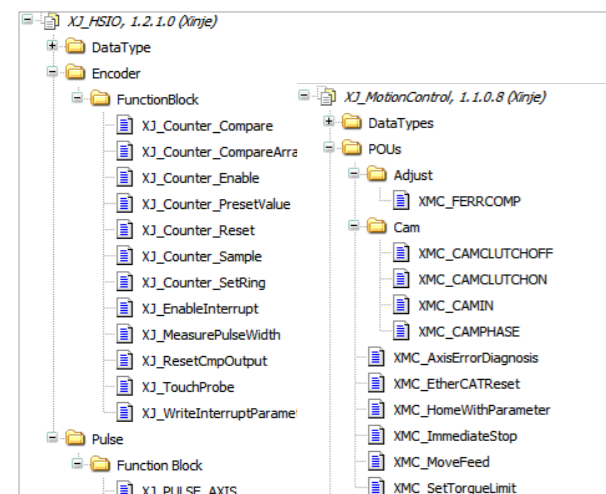 XJ_HSIO, 1.2.1.0 (Xinje)
DataType
Encoder
FunctionBlock
XJ_Counter_Compare
XJ_Counter_CompareArra
XJ_Counter_Enable
XJ_Counter_PresetValue
XJ_Counter_Reset
XJ_Counter_Sample
XJ_Counter_SetRing
XJ_EnableInterrupt
XJ_MeasurePulseWidth
XJ_ResetCmpOutput
XJ_TouchProbe
XJ_WriteInterruptParame
Pulse
Function Block
XJ_PULSE_AXIS
XJ_MotionControl, 1.1.0.8 (Xinje)
DataTypes
POUs
Adjust
XMC_FERRCOMP
Cam
XMC_CAMCLUTCHOFF
XMC_CAMCLUTCHON
XMC_CAMIN
XMC_CAMPHASE
XMC_AxisErrorDiagnosis
XMC_EtherCATReset
XMC_HomeWithParameter
XMC_ImmediateStop
XMC_MoveFeed
XMC_SetTorqueLimit